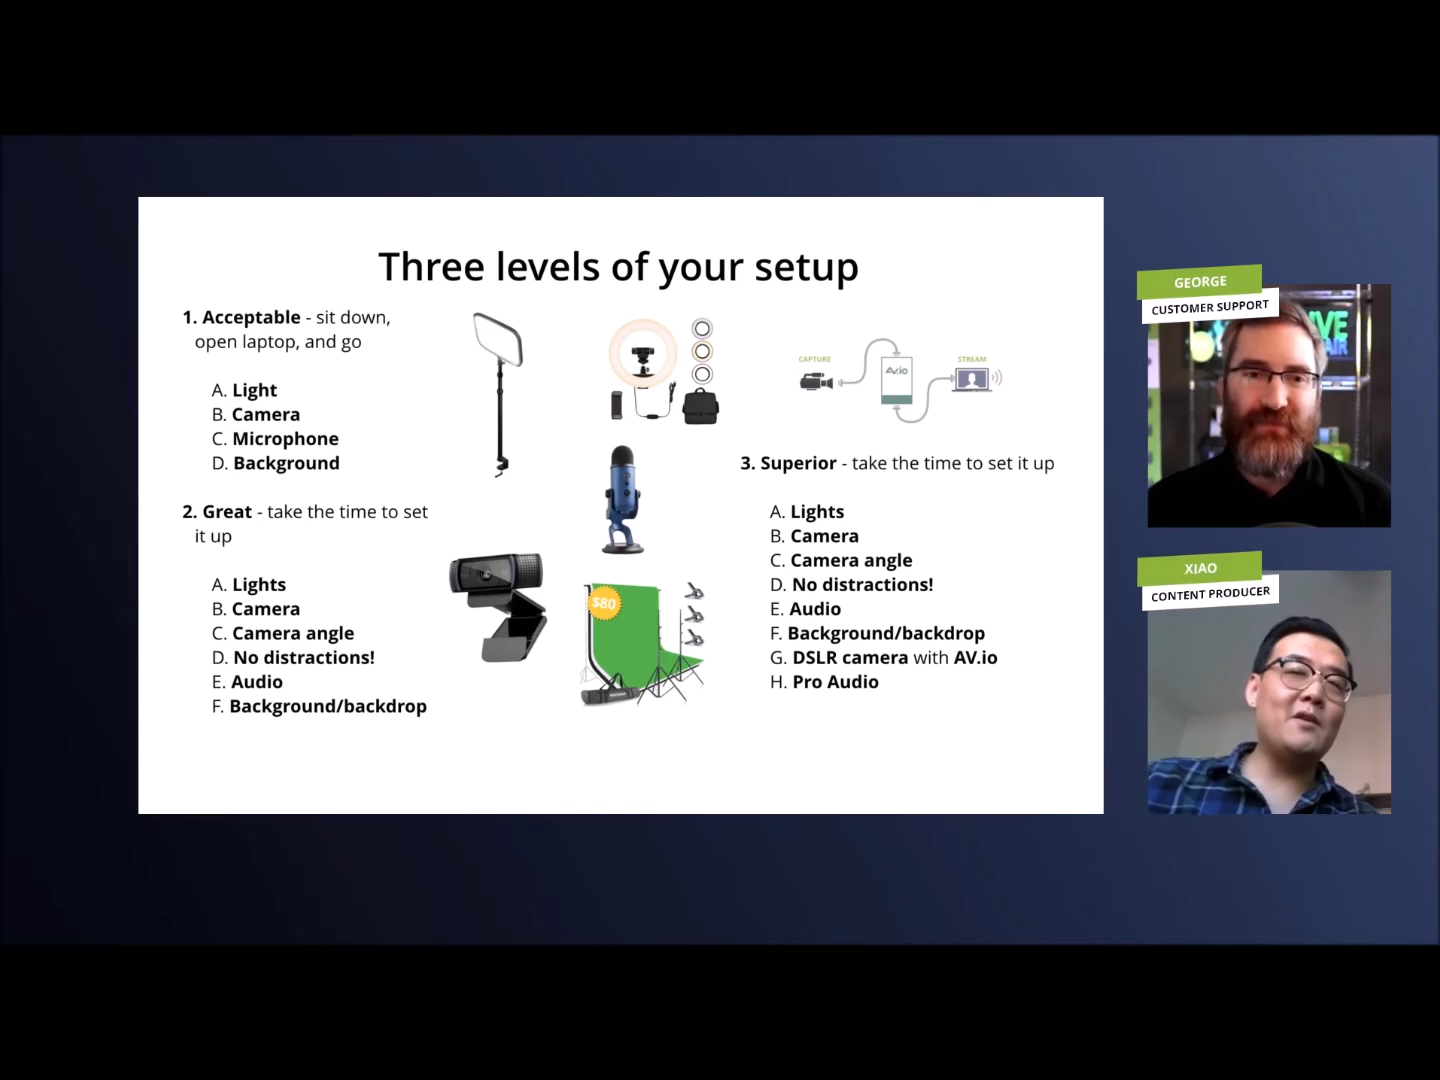 Three levels of your setup
1. Acceptable - sit down,
open laptop, and go
A. Light
B. Camera
C. Microphone
D. Background
2. Great - take the time to set
it up
A. Lights
B. Camera
C. Camera angle
D. No distractions!
E. Audio
F. Background/backdrop
$80
CAPTURE
AV.io
STREAM
3. Superior - take the time to set it up
A. Lights
B. Camera
C. Camera angle
D. No distractions!
E. Audio
F. Background/backdrop
G. DSLR camera with AV.io
H. Pro Audio
GEORGE
CUSTOMER SUPPORT
XIAO
CONTENT PRODUCER